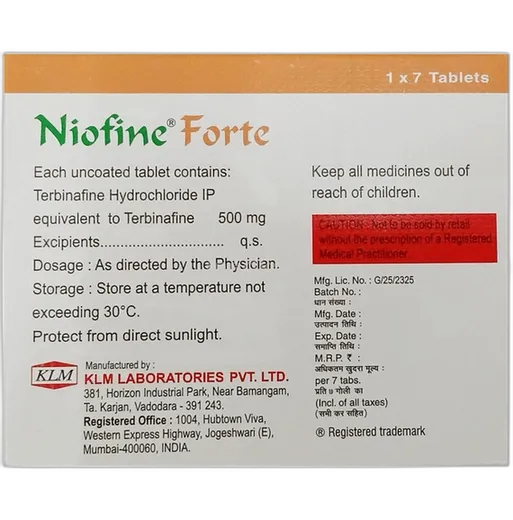 1 x 7 Tablets
Niofine® Forte
Each uncoated tablet contains:
Terbinafine Hydrochloride IP
equivalent to Terbinafine 500 mg
Excipients............................ q.s.
Dosage : As directed by the Physician.
Storage : Store at a temperature not
exceeding 30°C.
Protect from direct sunlight.
KLM
Manufactured by :
KLM LABORATORIES PVT. LTD.
381, Horizon Industrial Park, Near Bamangam,
Ta. Karjan, Vadodara - 391 243.
Registered Office : 1004, Hubtown Viva,
Western Express Highway, Jogeshwari (E),
Mumbai-400060, INDIA.
Keep all medicines out of
reach of children.
CAUTION : Not to be sold by retail
without the prescription of a Registered
Medical Practitioner.
Mfg. Lic. No. : G/25/2325
Batch No. :
धान संख्या :
Mfg. Date :
उत्पादन तिथि :
Exp. Date :
समाप्ति तिथि :
M.R.P. ₹ :
अधिकतम खुदरा मूल्य :
per 7 tabs.
प्रति ७ गोली का
(Incl. of all taxes)
(सभी कर सहित)
® Registered trademark